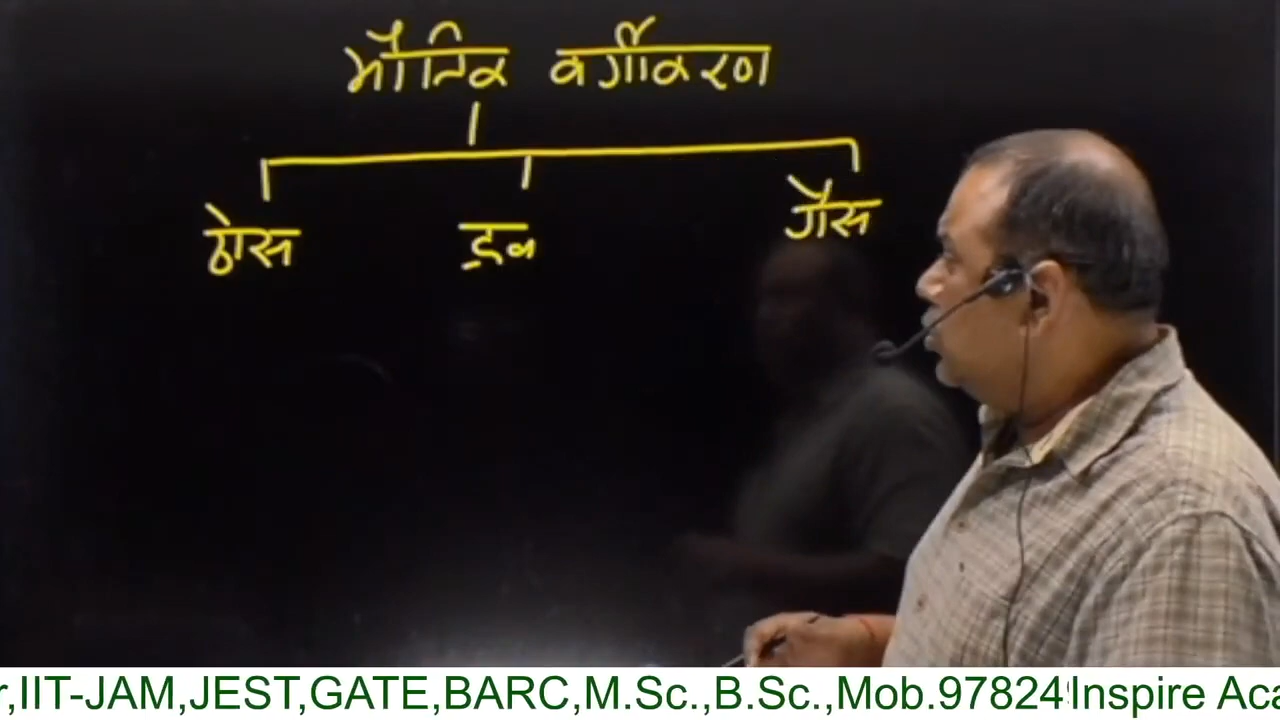 भौतिक वर्गीकरण
ठोस द्रव गैस
r,IIT-JAM,JEST,GATE,BARC,M.Sc.,B.Sc.,Mob.97824 Inspire Aca